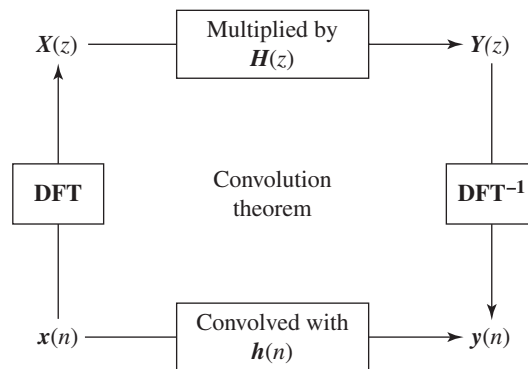 X(z)
Multiplied by
H(z)
Y(z)
DFT
Convolution
theorem
DFT⁻¹
x(n)
Convolved with
h(n)
y(n)